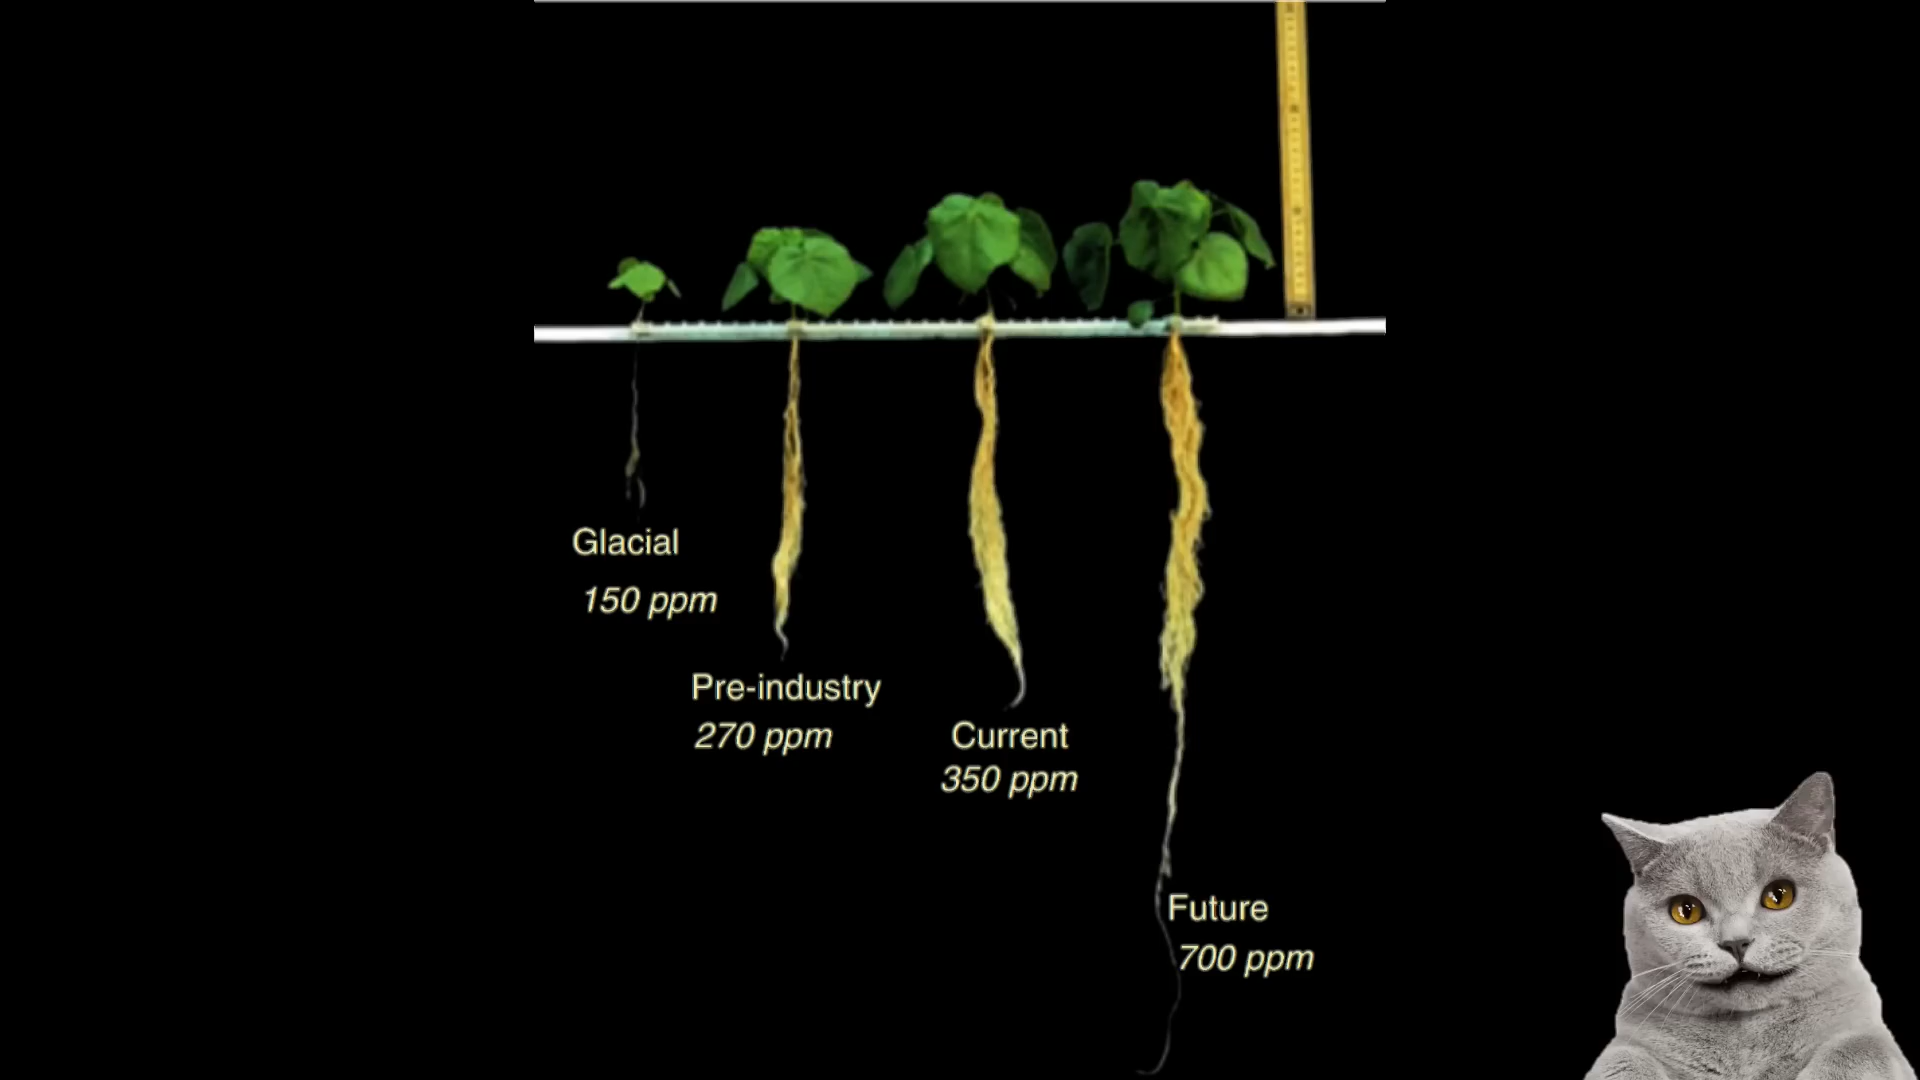 Glacial
150 ppm
Pre-industry
270 ppm
Current
350 ppm
Future
700 ppm